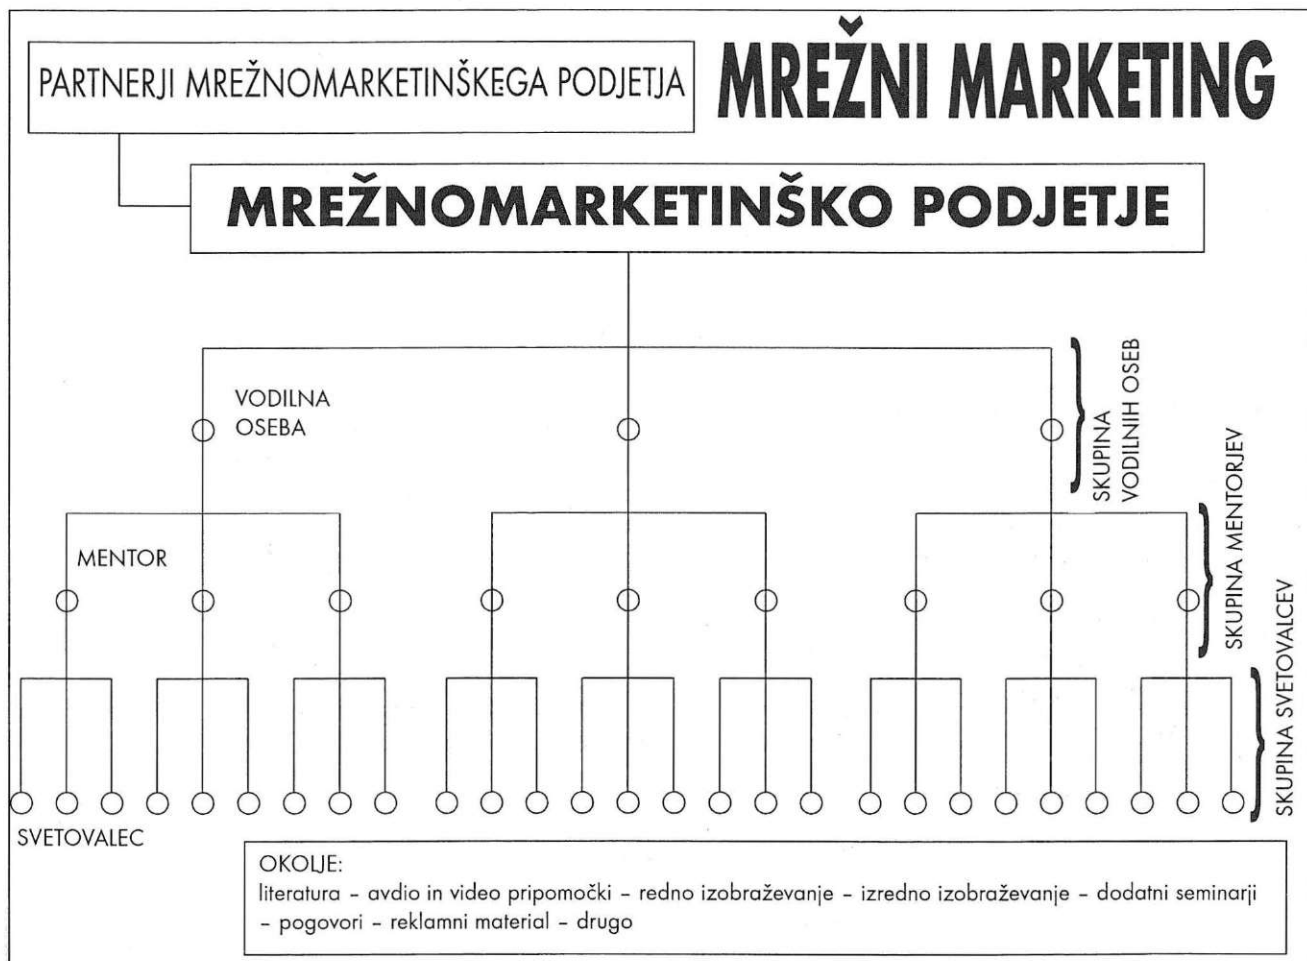 PARTNERJI MREŽNOMARKETINŠKEGA PODJETJA
MREŽNI MARKETING
MREŽNOMARKETINŠKO PODJETJE
VODILNA
OSEBA
SKUPINA
VODILNIH OSEB
MENTOR
SKUPINA MENTORJEV
SKUPINA SVETOVALCEV
SVETOVALEC
OKOLJE:
literatura – avdio in video pripomočki – redno izobraževanje – izredno izobraževanje – dodatni seminarji
– pogovori – reklamni material – drugo